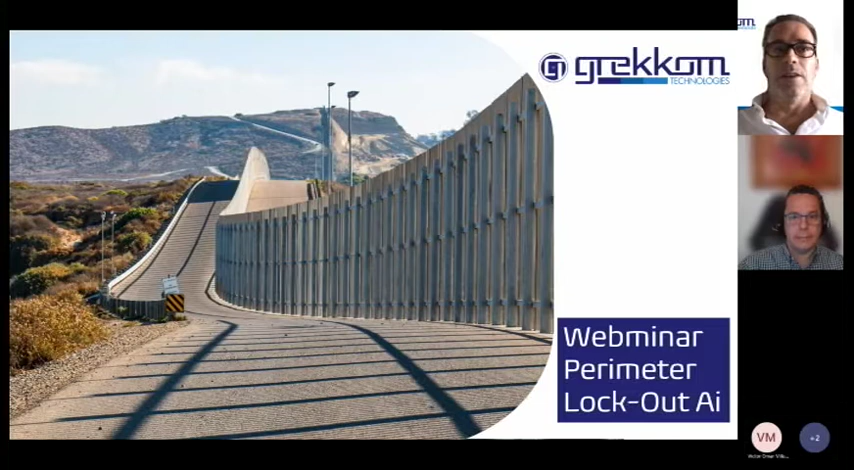 grekkom
TECHNOLOGIES
Webminar
Perimeter
Lock-Out Ai
VM
+2